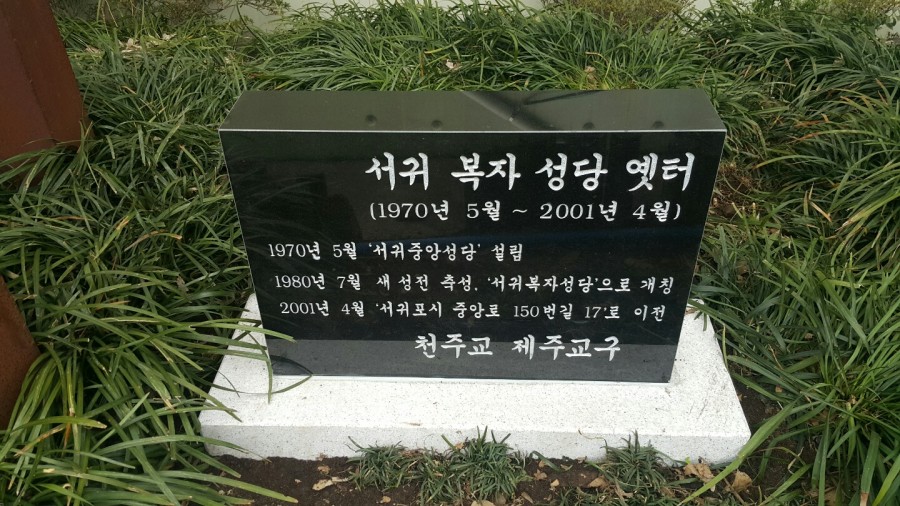 서귀 복자 성당 옛터
(1970년 5월 ~ 2001년 4월)
1970년 5월 '서귀중앙성당' 설립
1980년 7월 새 성전 축성, '서귀복자성당'으로 개칭
2001년 4월 '서귀포시 중앙로 150번길 17'로 이전
천주교 제주교구